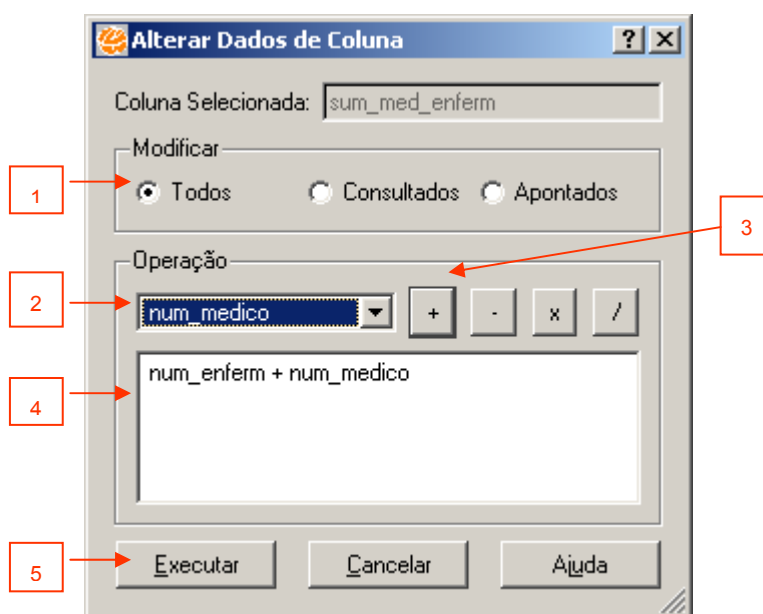 Alterar Dados de Coluna ? X
Coluna Selecionada: sum_med_enferm
Modificar
1 Todos Consultados Apontados
3
Operação
2 num_medico + - x /
num_enferm + num_medico
4
5 Executar Cancelar Ajuda